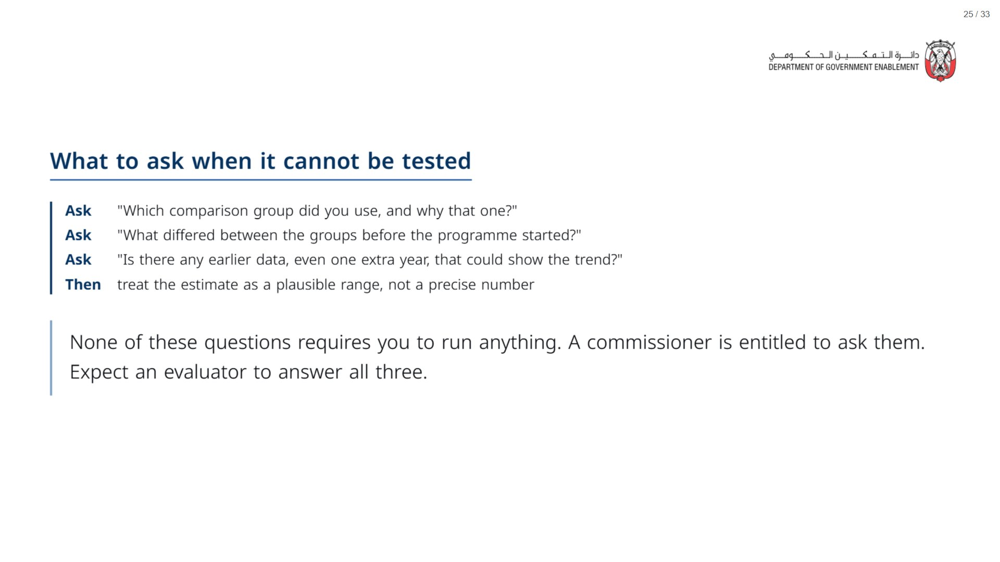 25 / 33
دائرة التمكين الحكومي
DEPARTMENT OF GOVERNMENT ENABLEMENT
What to ask when it cannot be tested
Ask "Which comparison group did you use, and why that one?"
Ask "What differed between the groups before the programme started?"
Ask "Is there any earlier data, even one extra year, that could show the trend?"
Then treat the estimate as a plausible range, not a precise number
None of these questions requires you to run anything. A commissioner is entitled to ask them.
Expect an evaluator to answer all three.